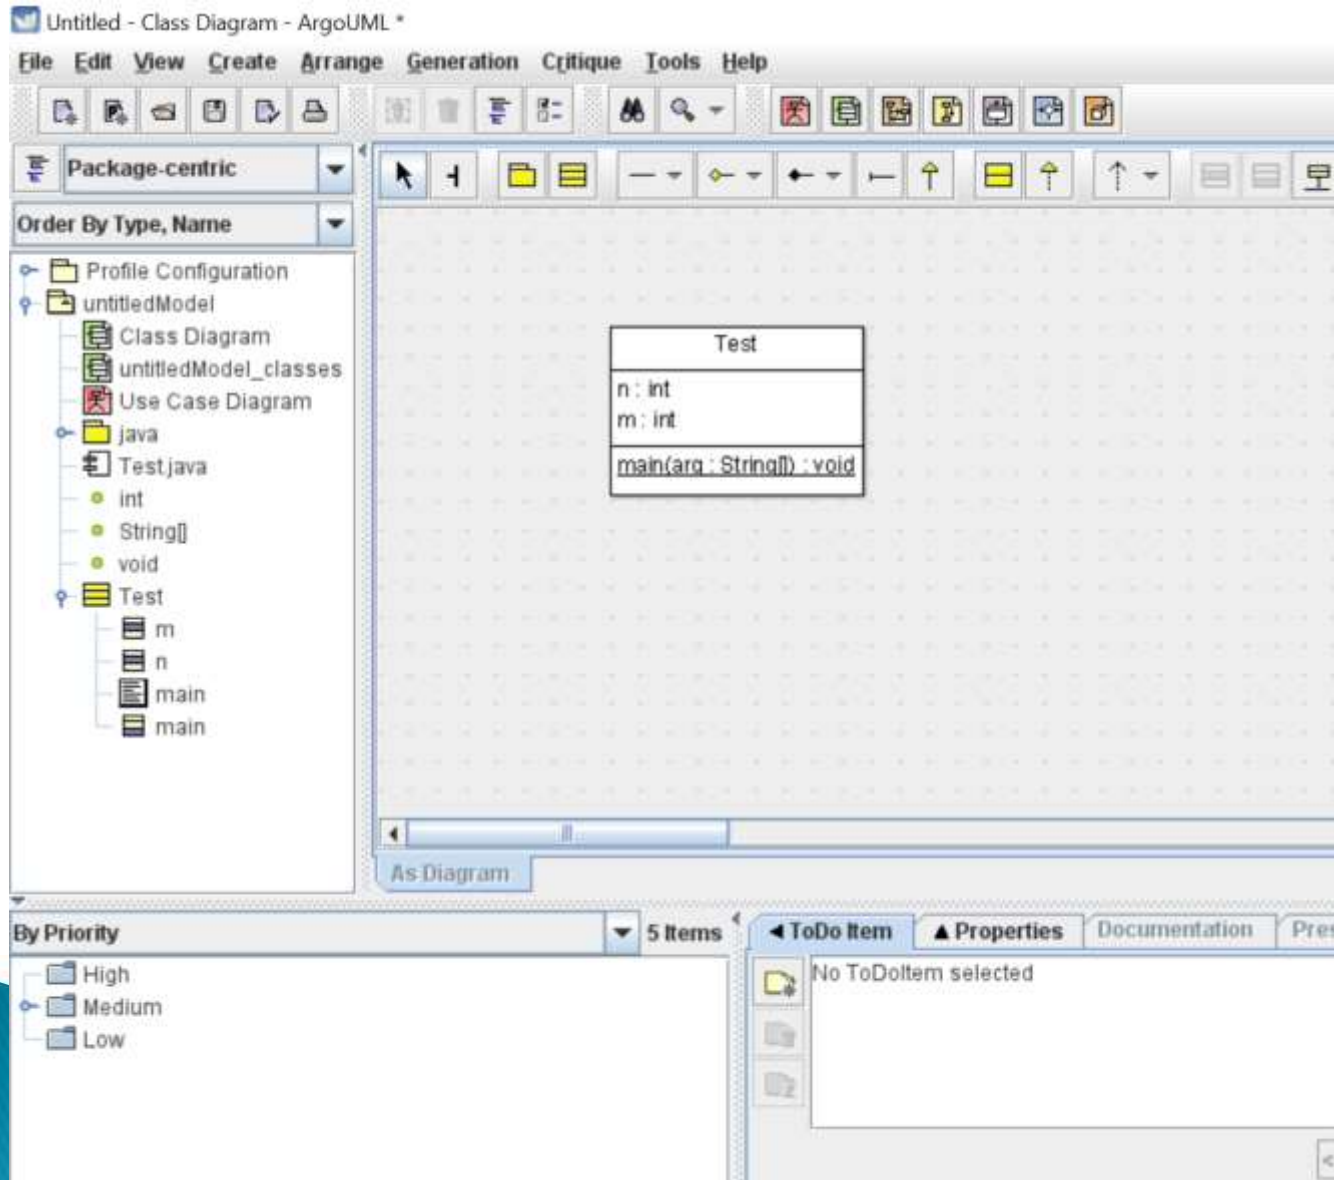 Untitled - Class Diagram - ArgoUML *
File Edit View Create Arrange Generation Critique Tools Help
Package-centric
Order By Type, Name
Profile Configuration
untitledModel
Class Diagram
untitledModel_classes
Use Case Diagram
java
Test.java
int
String[]
void
Test
m
n
main
main
Test
n : int
m : int
main(arg : String[]) : void
As Diagram
By Priority
5 Items
High
Medium
Low
ToDo Item
Properties
Documentation
Pres
No ToDoItem selected